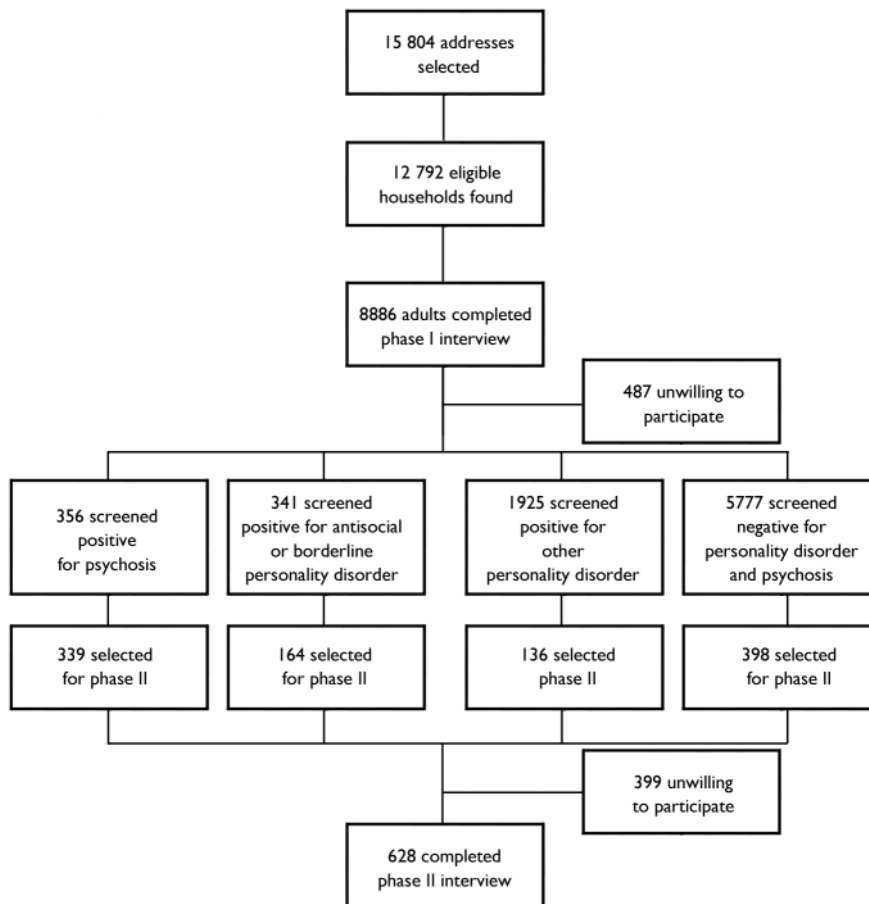 15 804 addresses
selected
12 792 eligible
households found
8886 adults completed
phase I interview
487 unwilling to
participate
356 screened
positive
for psychosis
341 screened
positive for antisocial
or borderline
personality disorder
1925 screened
positive for
other
personality disorder
5777 screened
negative for
personality disorder
and psychosis
339 selected
for phase II
164 selected
for phase II
136 selected
phase II
398 selected
for phase II
399 unwilling
to participate
628 completed
phase II interview